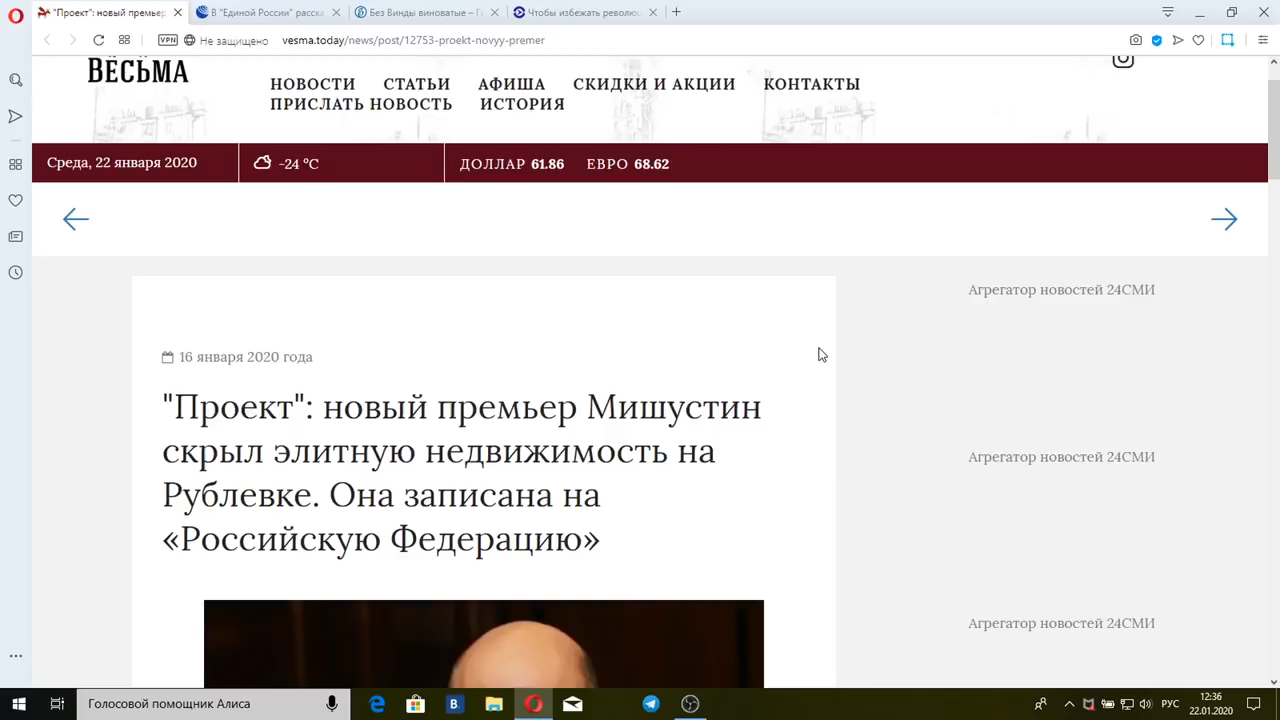 "Проект": новый премьер
В "Единой России" расска
Без Винды виноватые – Г
Чтобы избежать револю
VPN
Не защищено
vesma.today/news/post/12753-proekt-novyy-premer
ВЕСЬМА
НОВОСТИ СТАТЬИ АФИША СКИДКИ И АКЦИИ КОНТАКТЫ
ПРИСЛАТЬ НОВОСТЬ ИСТОРИЯ
Среда, 22 января 2020
-24 °C
ДОЛЛАР 61.86 ЕВРО 68.62
Агрегатор новостей 24СМИ
16 января 2020 года
"Проект": новый премьер Мишустин
скрыл элитную недвижимость на
Рублевке. Она записана на
«Российскую Федерацию»
Агрегатор новостей 24СМИ
Агрегатор новостей 24СМИ
Голосовой помощник Алиса
РУС
12:36
22.01.2020